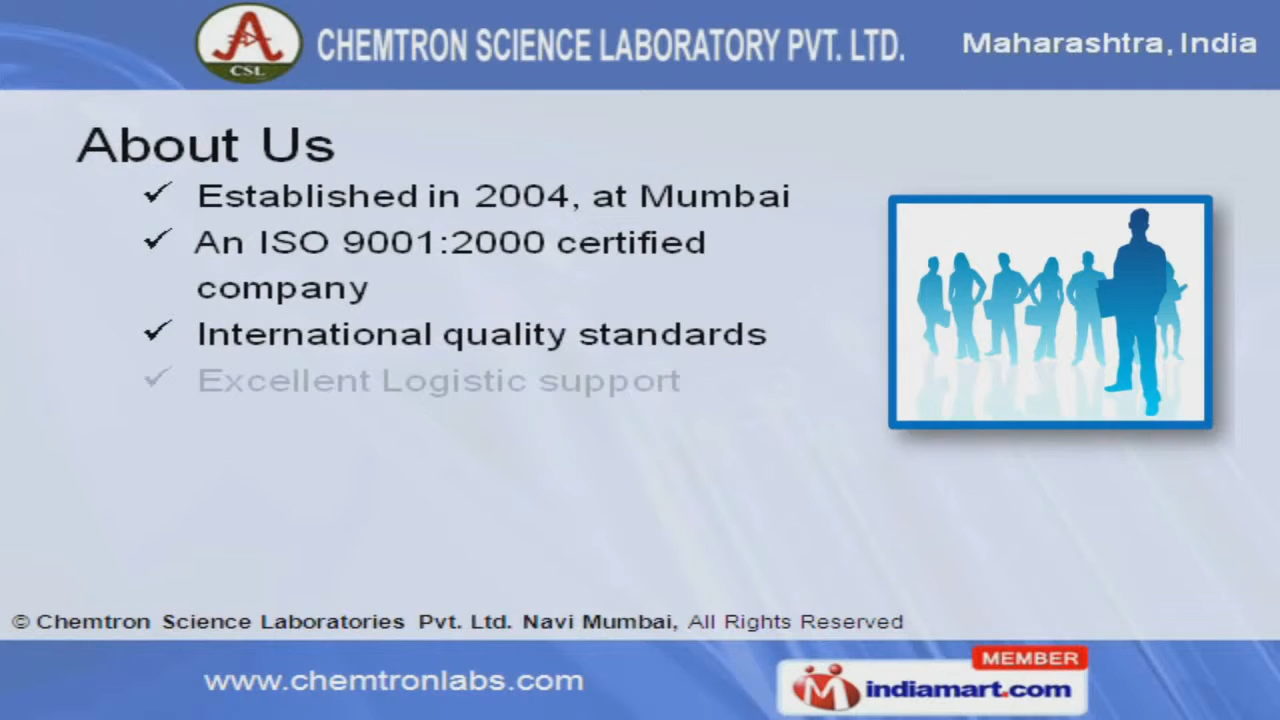 CSL
CHEMTRON SCIENCE LABORATORY PVT. LTD.
Maharashtra, India
About Us
✓ Established in 2004, at Mumbai
✓ An ISO 9001:2000 certified
company
✓ International quality standards
✓ Excellent Logistic support
© Chemtron Science Laboratories Pvt. Ltd. Navi Mumbai, All Rights Reserved
www.chemtronlabs.com
MEMBER
indiamart.com